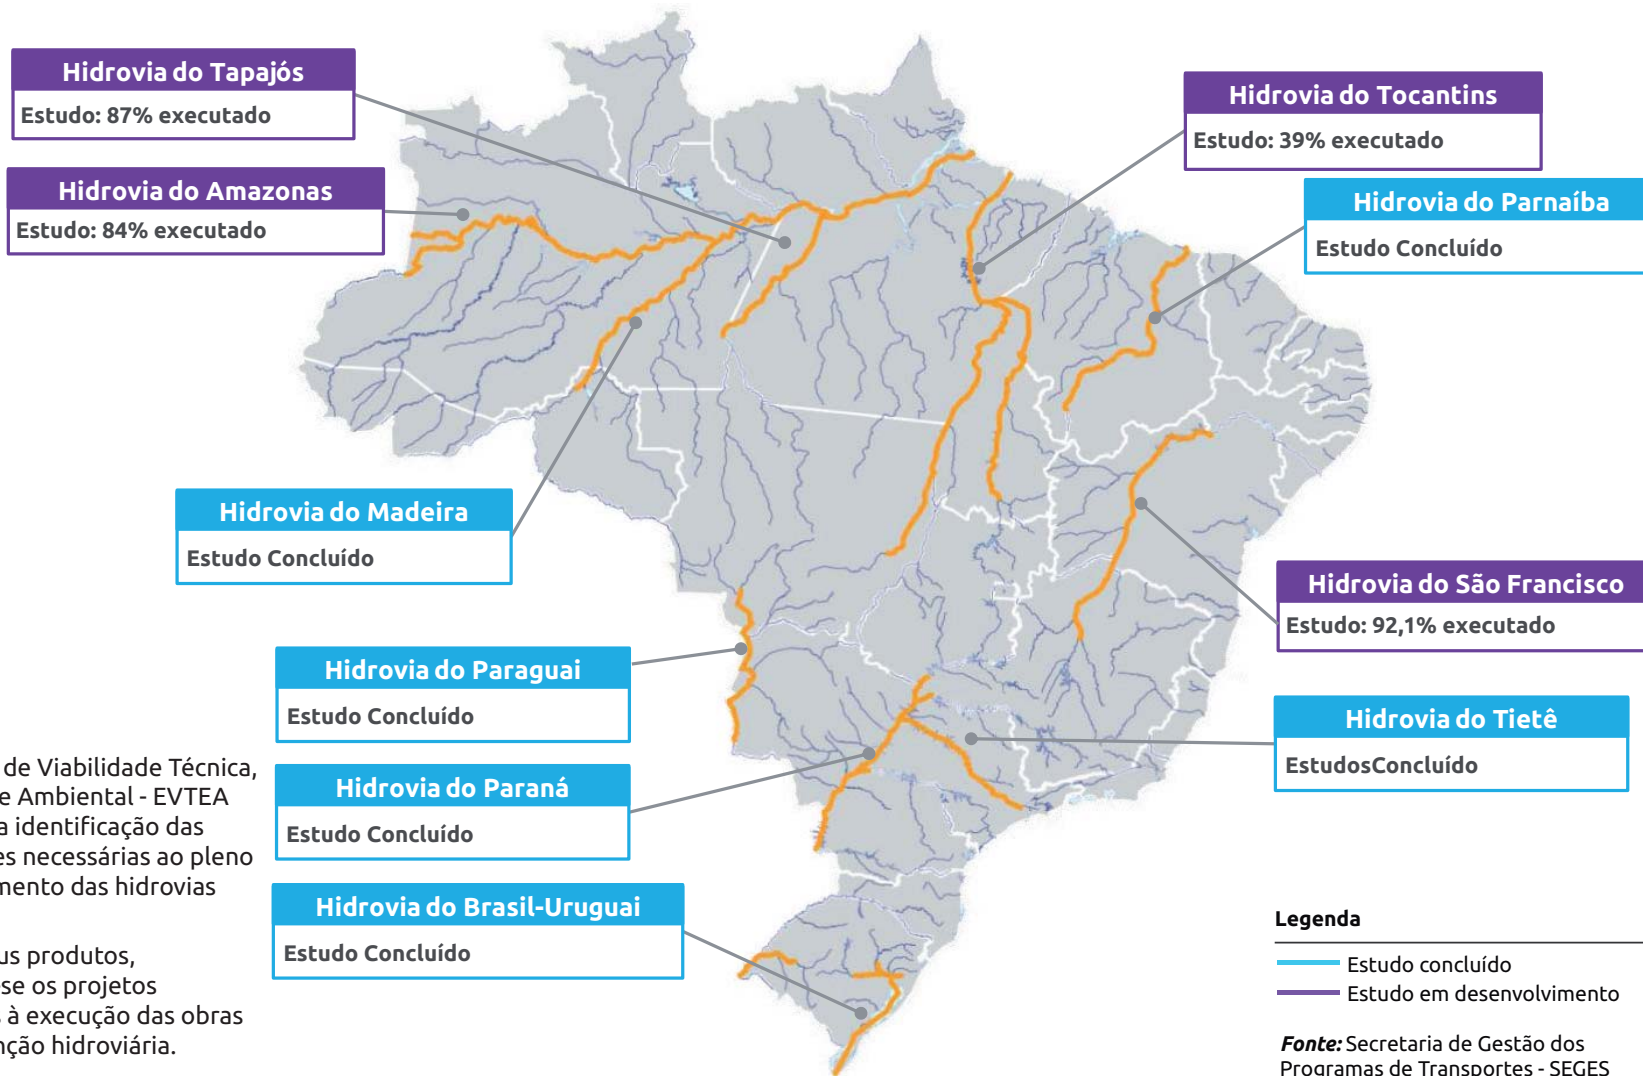 Hidrovia do Tapajós
Estudo: 87% executado
Hidrovia do Amazonas
Estudo: 84% executado
Hidrovia do Tocantins
Estudo: 39% executado
Hidrovia do Parnaíba
Estudo Concluído
Hidrovia do Madeira
Estudo Concluído
Hidrovia do São Francisco
Estudo: 92,1% executado
Hidrovia do Paraguai
Estudo Concluído
Hidrovia do Tietê
EstudosConcluído
Hidrovia do Paraná
Estudo Concluído
Hidrovia do Brasil-Uruguai
Estudo Concluído
de Viabilidade Técnica,
e Ambiental - EVTEA
a identificação das
es necessárias ao pleno
mento das hidrovias
us produtos,
se os projetos
s à execução das obras
nção hidroviária.
Legenda
Estudo concluído
Estudo em desenvolvimento
Fonte: Secretaria de Gestão dos
Programas de Transportes - SEGES